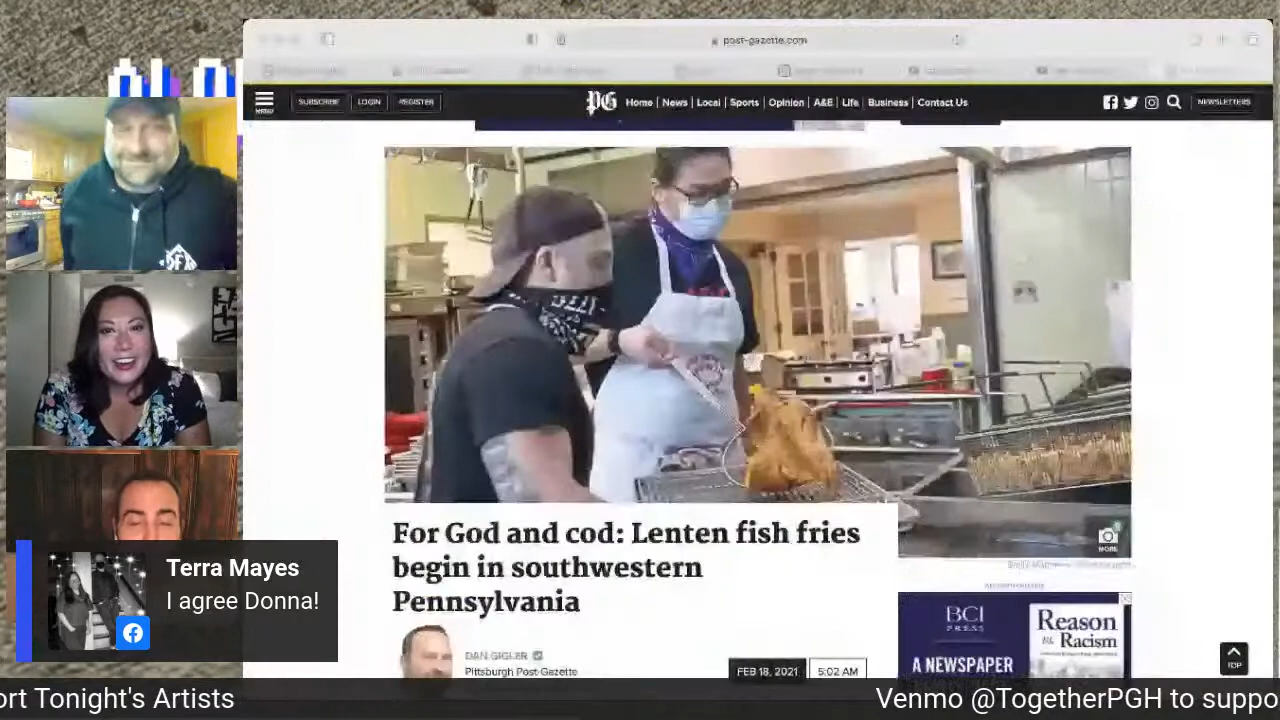 post-gazette.com
MENU
SUBSCRIBE
LOGIN
REGISTER
PG
Home | News | Local | Sports | Opinion | A&E | Life | Business | Contact Us
NEWSLETTERS
MORE
For God and cod: Lenten fish fries
begin in southwestern
Pennsylvania
DAN GIGLER
Pittsburgh Post-Gazette
FEB 18, 2021
5:02 AM
BCI
PRESS
A NEWSPAPER
Reason
Racism
TOP
Terra Mayes
I agree Donna!
ort Tonight's Artists
Venmo @TogetherPGH to suppo